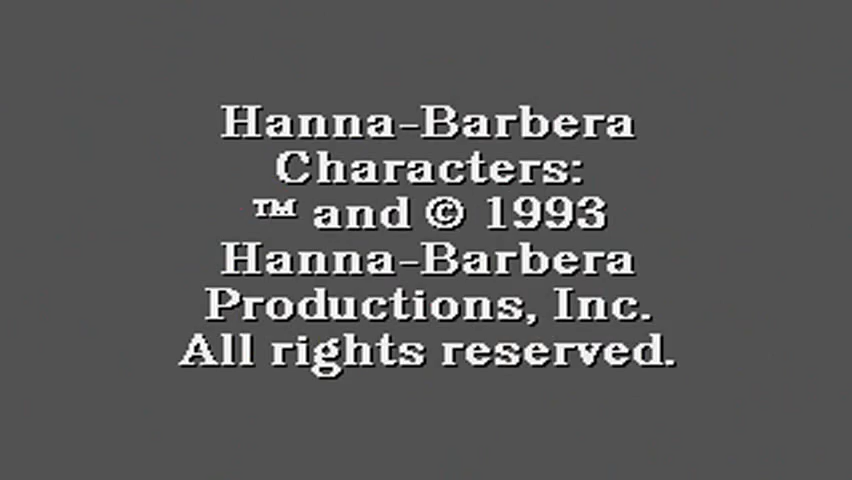 Hanna-Barbera
Characters:
™ and © 1993
Hanna-Barbera
Productions, Inc.
All rights reserved.